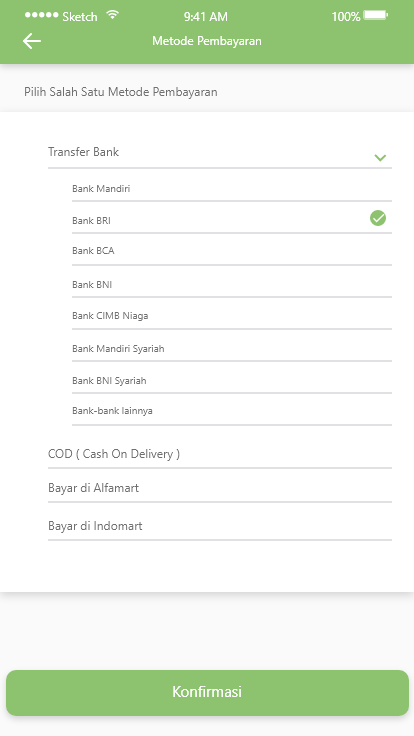 Sketch 9:41 AM 100%
Metode Pembayaran
Pilih Salah Satu Metode Pembayaran
Transfer Bank
Bank Mandiri
Bank BRI
Bank BCA
Bank BNI
Bank CIMB Niaga
Bank Mandiri Syariah
Bank BNI Syariah
Bank-bank lainnya
COD ( Cash On Delivery )
Bayar di Alfamart
Bayar di Indomart
Konfirmasi